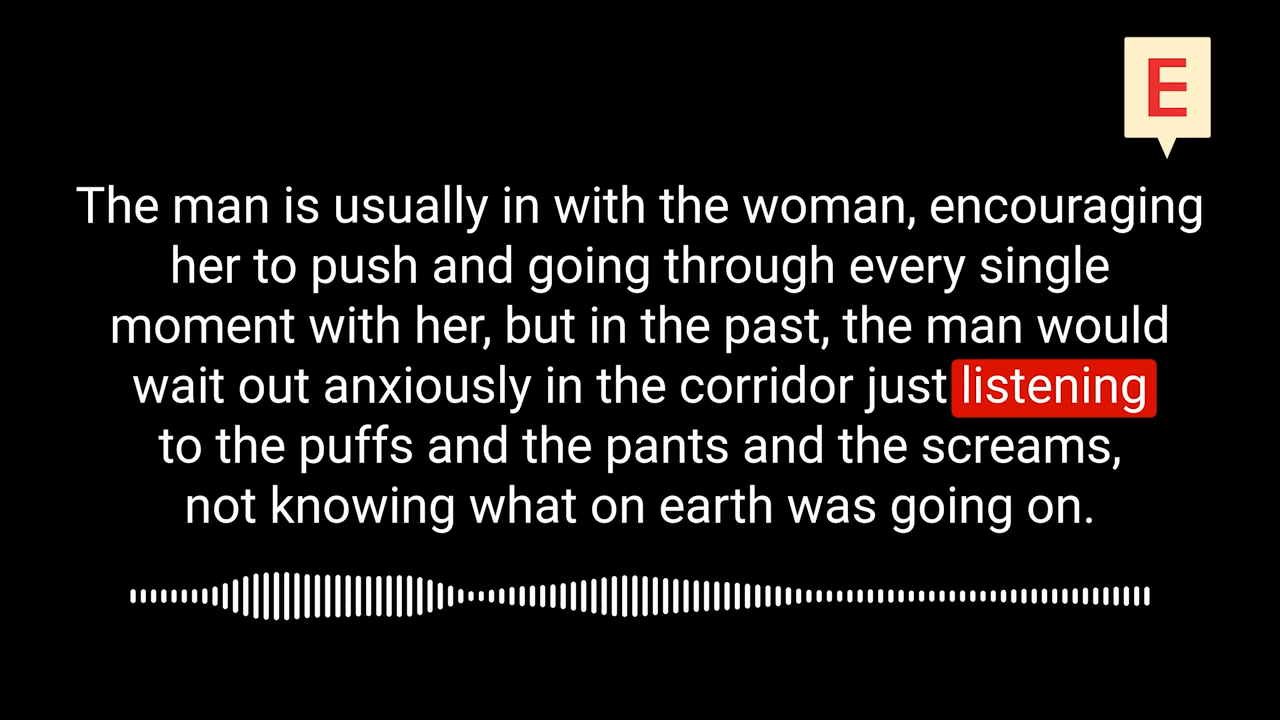 E
The man is usually in with the woman, encouraging
her to push and going through every single
moment with her, but in the past, the man would
wait out anxiously in the corridor just listening
to the puffs and the pants and the screams,
not knowing what on earth was going on.